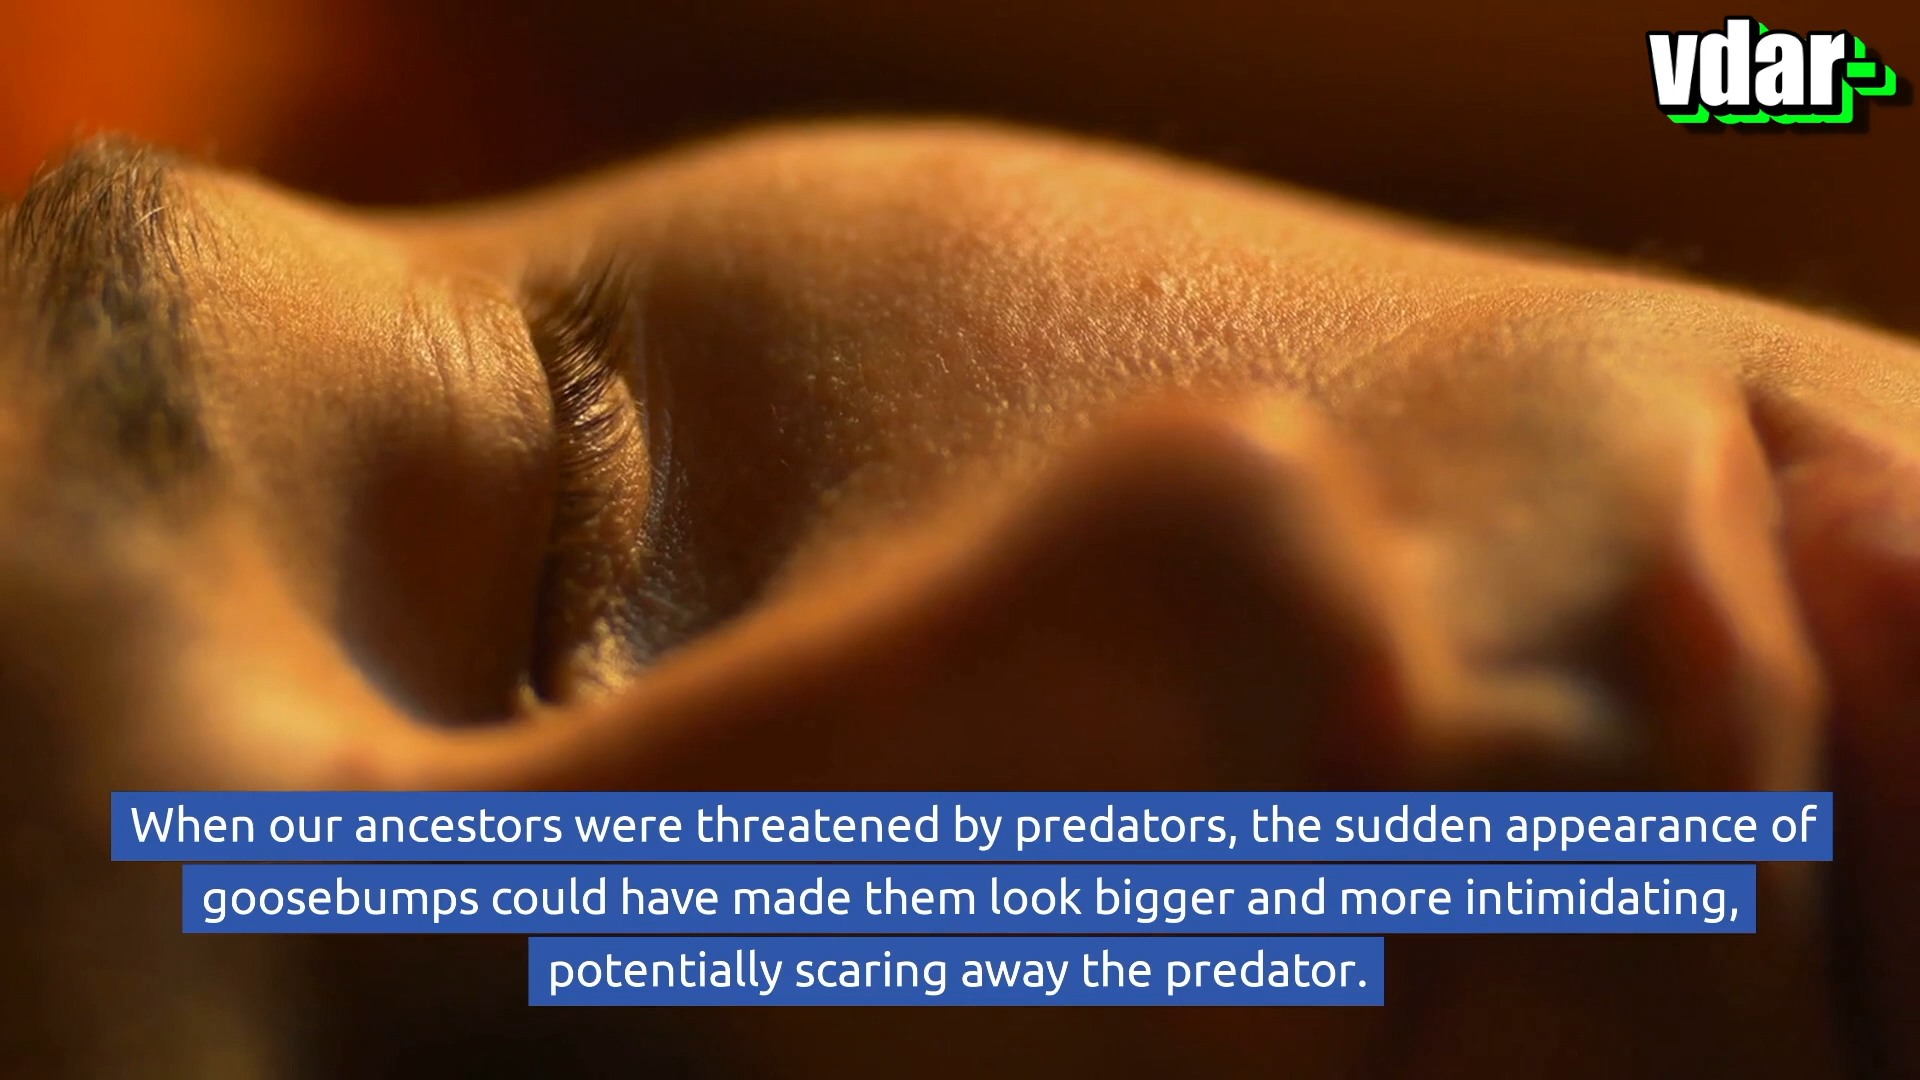 vdar-
When our ancestors were threatened by predators, the sudden appearance of
goosebumps could have made them look bigger and more intimidating,
potentially scaring away the predator.